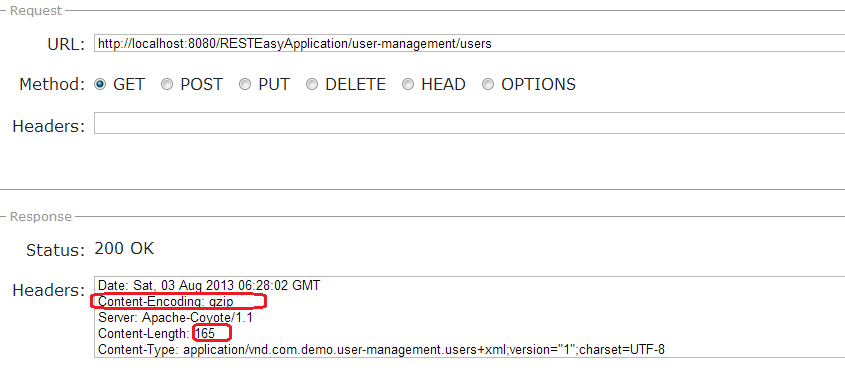 Request
URL: http://localhost:8080/RESTEasyApplication/user-management/users
Method: GET POST PUT DELETE HEAD OPTIONS
Headers:
Response
Status: 200 OK
Headers: Date: Sat, 03 Aug 2013 06:28:02 GMT
Content-Encoding: gzip
Server: Apache-Coyote/1.1
Content-Length: 165
Content-Type: application/vnd.com.demo.user-management.users+xml;version="1";charset=UTF-8